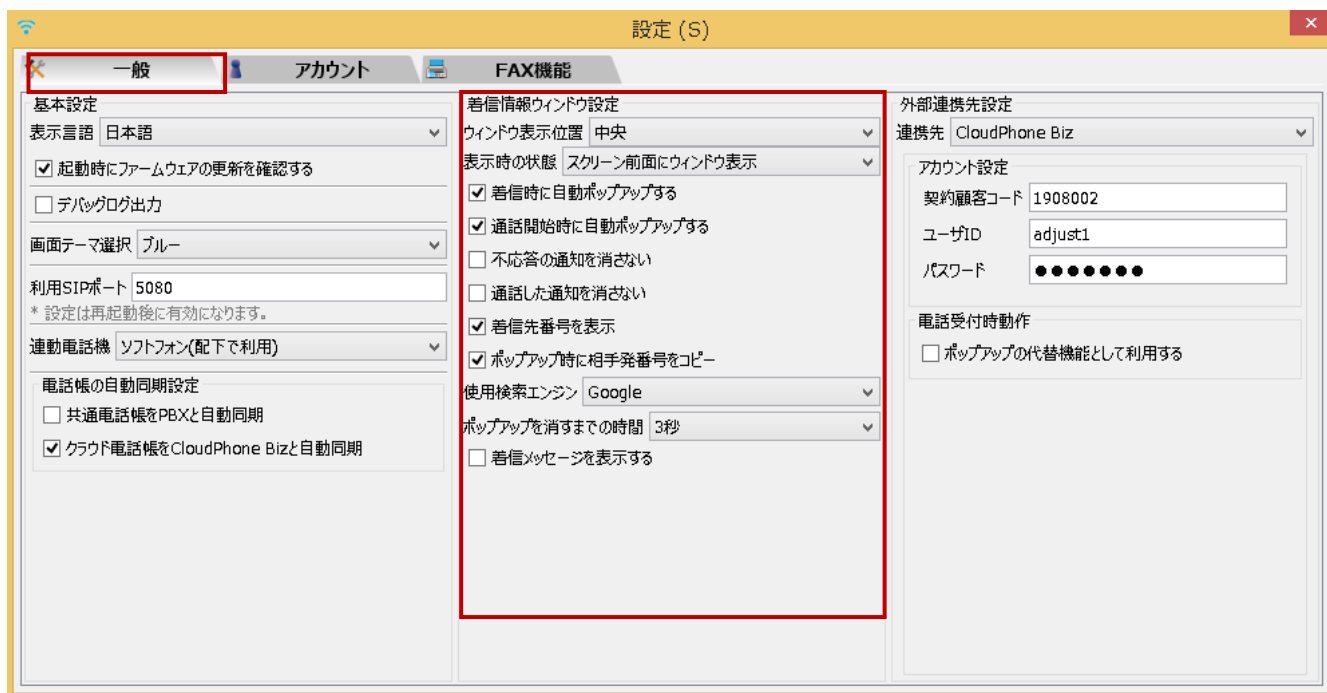 設定 (S)
一般
アカウント
FAX機能
基本設定
表示言語 日本語
起動時にファームウェアの更新を確認する
デバッグログ出力
画面テーマ選択 ブルー
利用SIPポート 5080
* 設定は再起動後に有効になります。
連動電話機 ソフトフォン(配下で利用)
電話帳の自動同期設定
共通電話帳をPBXと自動同期
クラウド電話帳をCloudPhone Bizと自動同期
着信情報ウィンドウ設定
ウィンドウ表示位置 中央
表示時の状態 スクリーン前面にウィンドウ表示
着信時に自動ポップアップする
通話開始時に自動ポップアップする
不応答の通知を消さない
通話した通知を消さない
着信先番号を表示
ポップアップ時に相手発番号をコピー
使用検索エンジン Google
ポップアップを消すまでの時間 3秒
着信メッセージを表示する
外部連携先設定
連携先 CloudPhone Biz
アカウント設定
契約顧客コード 1908002
ユーザID adjust1
パスワード ●●●●●●●
電話受付時動作
ポップアップの代替機能として利用する